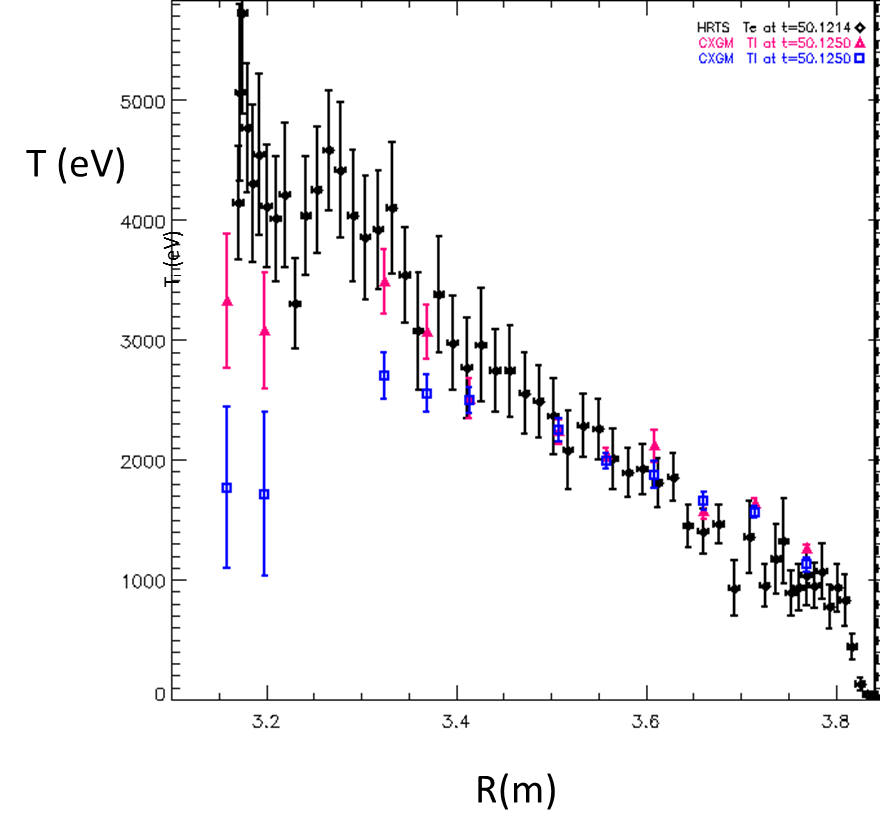 HRTS Te at t=50.1214
CXGM TI at t=50.1250
CXGM TI at t=50.1250
5000
T (eV)
4000
T (eV)
3000
2000
1000
0
3.2 3.4 3.6 3.8
R(m)